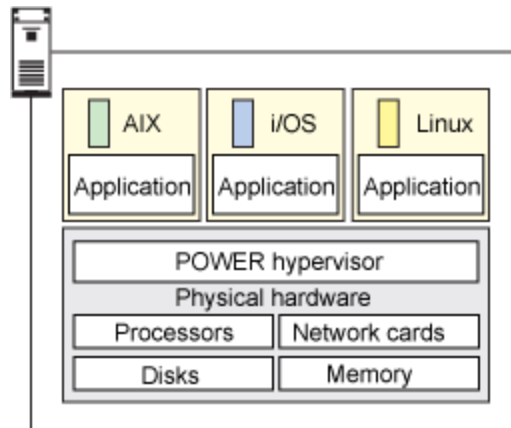 AIX
i/OS
Linux
Application
Application
Application
POWER hypervisor
Physical hardware
Processors
Network cards
Disks
Memory